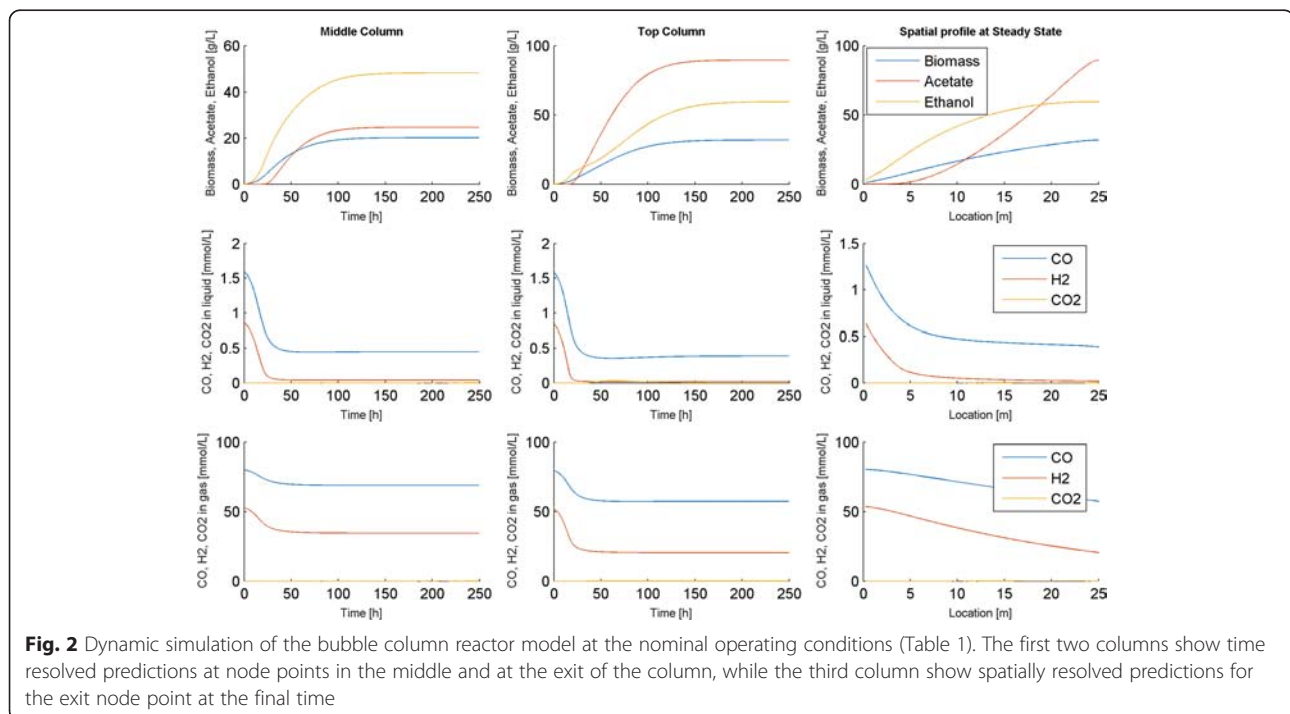 Middle Column
Top Column
Spatial profile at Steady State
Biomass, Acetate, Ethanol [g/L]
60
40
20
0
0 50 100 150 200 250
Time [h]
Biomass, Acetate, Ethanol [g/L]
100
50
0
0 50 100 150 200 250
Time [h]
Biomass, Acetate, Ethanol [g/L]
100
50
0
0 5 10 15 20 25
Location [m]
Biomass
Acetate
Ethanol
CO, H2, CO2 in liquid [mmol/L]
2
1.5
1
0.5
0
0 50 100 150 200 250
Time [h]
CO, H2, CO2 in liquid [mmol/L]
2
1.5
1
0.5
0
0 50 100 150 200 250
Time [h]
CO, H2, CO2 in liquid [mmol/L]
1.5
1
0.5
0
0 5 10 15 20 25
Location [m]
CO
H2
CO2
CO, H2, CO2 in gas [mmol/L]
100
50
0
0 50 100 150 200 250
Time [h]
CO, H2, CO2 in gas [mmol/L]
100
50
0
0 50 100 150 200 250
Time [h]
CO, H2, CO2 in gas [mmol/L]
100
50
0
0 5 10 15 20 25
Location [m]
CO
H2
CO2
Fig. 2 Dynamic simulation of the bubble column reactor model at the nominal operating conditions (Table 1). The first two columns show time
resolved predictions at node points in the middle and at the exit of the column, while the third column show spatially resolved predictions for
the exit node point at the final time